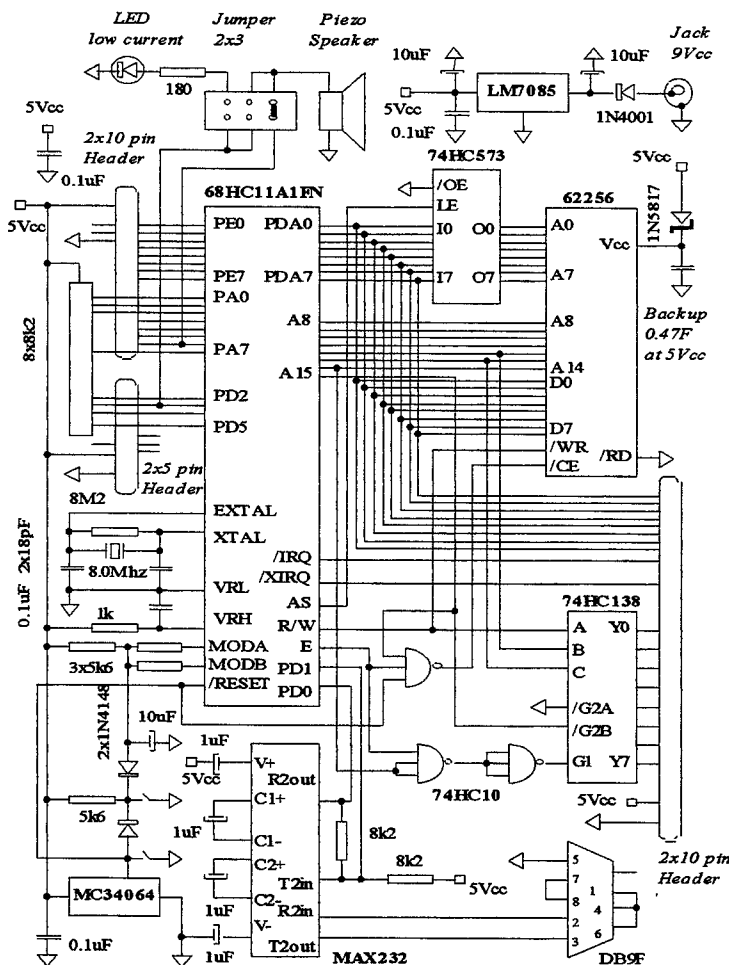 LED
low current
Jumper
2x3
Piezo
Speaker
Jack
9Vcc
10uF
10uF
180
5Vcc
LM7085
1N4001
0.1uF
5Vcc
2x10 pin
Header
0.1uF
74HC573
5Vcc
68HC11A1FN
62256
1N5817
/OE
LE
5Vcc
PE0
PDA0
I0
O0
A0
Vcc
PE7
PDA7
I7
O7
A7
PA0
A8
A8
Backup
0.47F
at 5Vcc
8x8k2
PA7
A15
A14
D0
PD2
PD5
D7
/WR
/CE
/RD
2x5 pin
Header
8M2
EXTAL
XTAL
0.1uF
2x18pF
8.0Mhz
/IRQ
/XIRQ
VRL
AS
74HC138
1k
VRH
R/W
A
Y0
3x5k6
MODA
E
B
MODB
PD1
C
/RESET
PD0
/G2A
/G2B
2x1N4148
10uF
1uF
G1
Y7
5Vcc
V+
R2out
74HC10
5Vcc
5k6
C1+
1uF
C1-
8k2
8k2
C2+
T2in
5Vcc
2x10 pin
Header
MC34064
C2-
1uF
R2in
V-
T2out
5
7
1
8
4
2
6
3
0.1uF
1uF
MAX232
DB9F